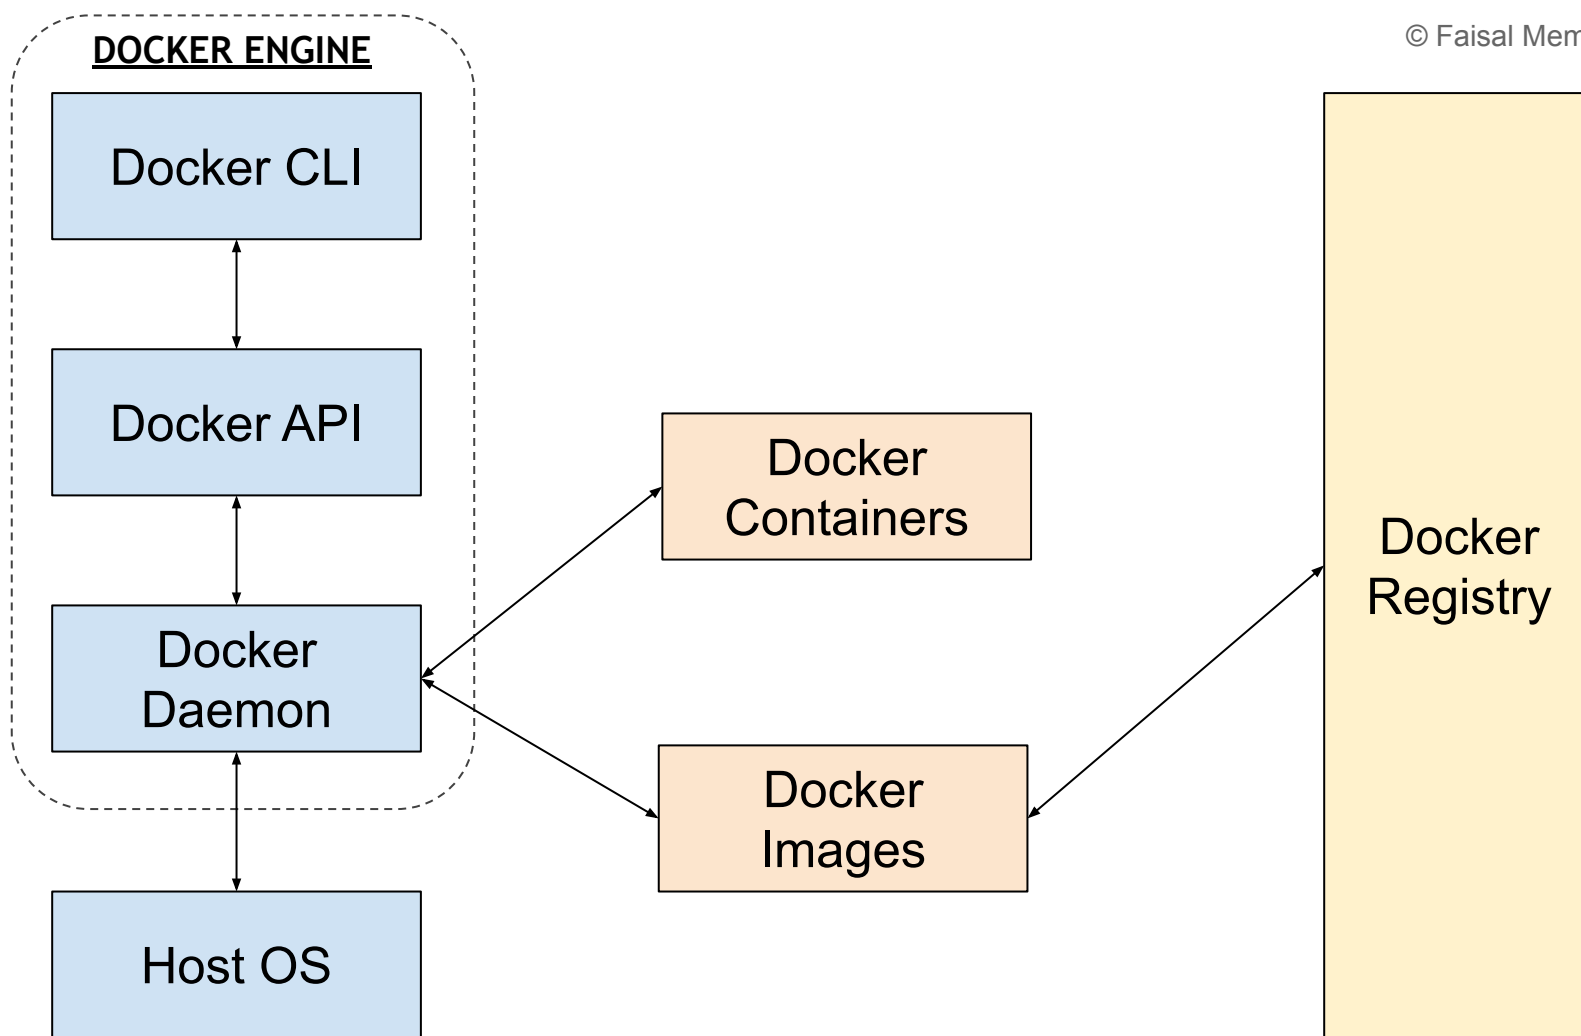 DOCKER ENGINE
© Faisal
Docker CLI
Docker API
Docker
Containers
Docker
Registry
Docker
Daemon
Docker
Images
Host OS